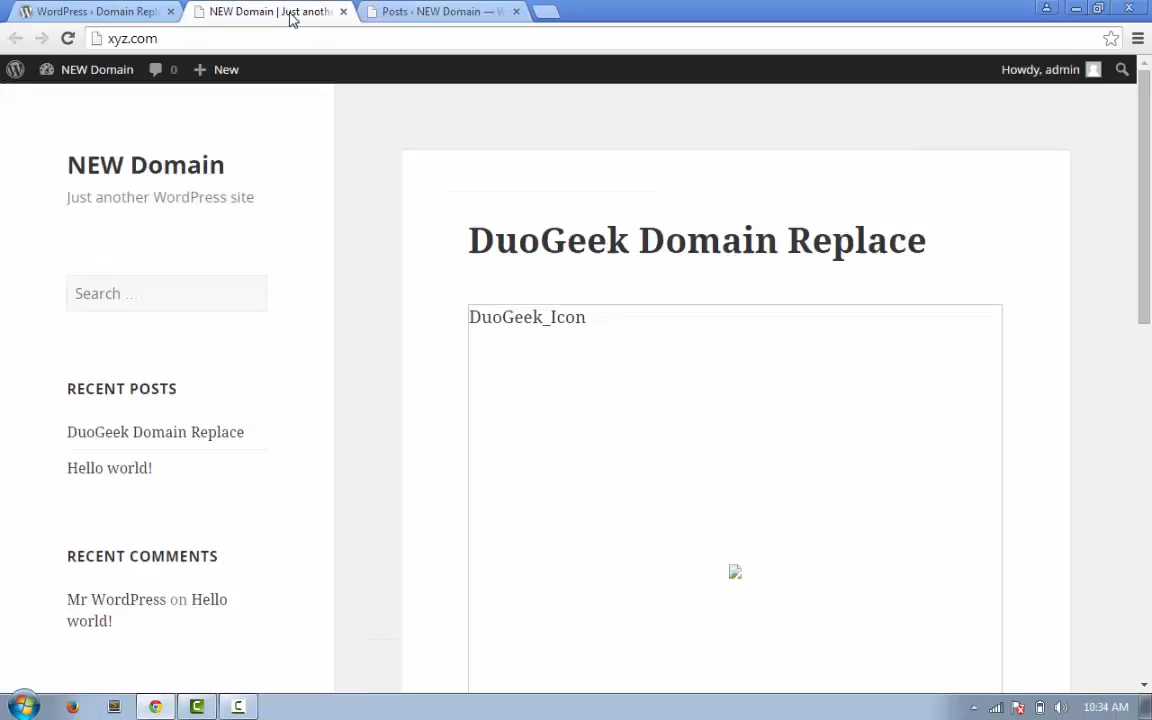 WordPress › Domain Repl
NEW Domain | Just anoth
Posts ‹ NEW Domain — W
xyz.com
NEW Domain
0
New
Howdy, admin
NEW Domain
Just another WordPress site
Search …
RECENT POSTS
DuoGeek Domain Replace
Hello world!
RECENT COMMENTS
Mr WordPress on Hello
world!
DuoGeek Domain Replace
DuoGeek_Icon
10:34 AM